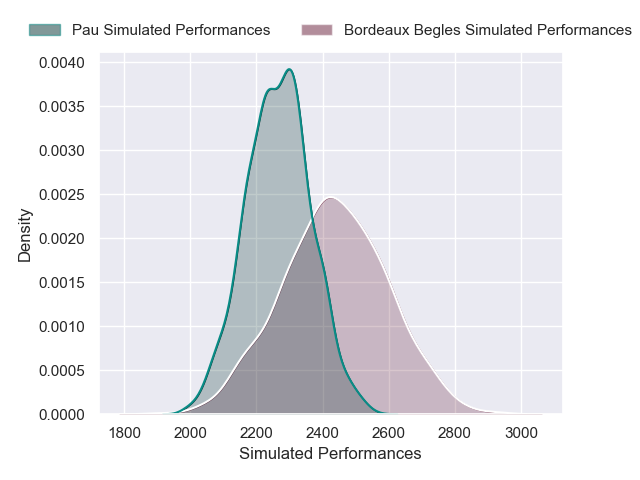 Pau Simulated Performances
Bordeaux Begles Simulated Performances
0.0040
0.0035
0.0030
0.0025
0.0020
0.0015
0.0010
0.0005
0.0000
Density
1800 2000 2200 2400 2600 2800 3000
Simulated Performances